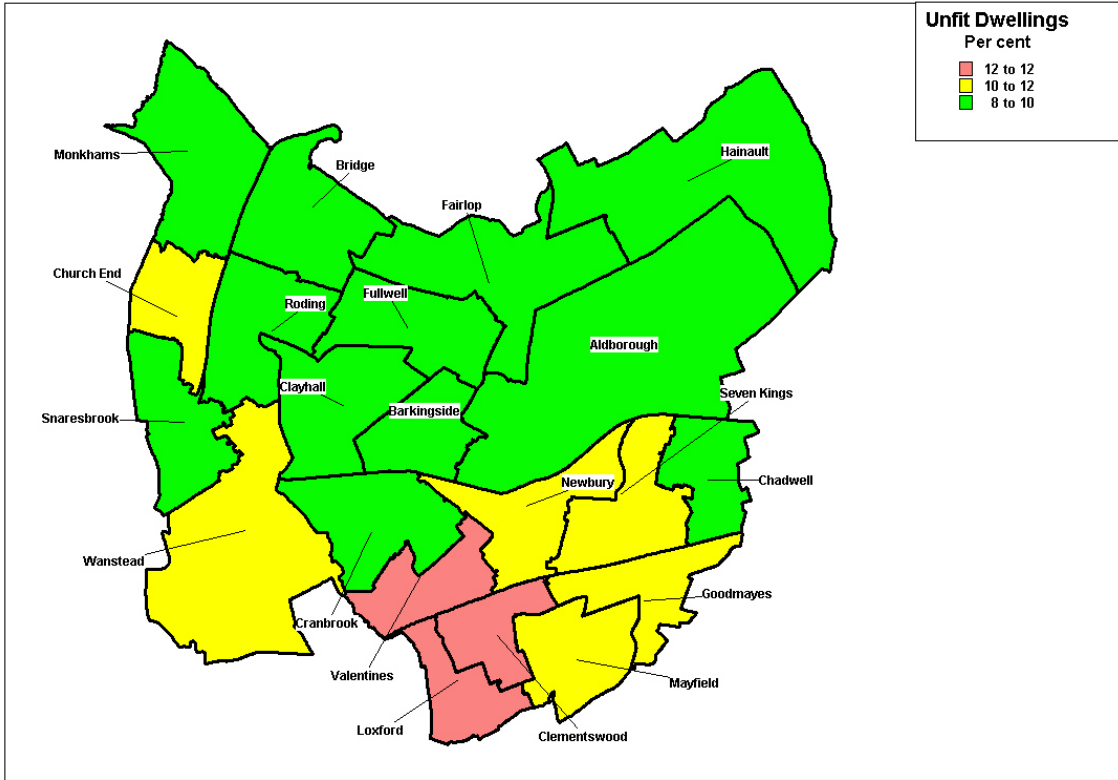 Unfit Dwellings
Per cent
12 to 12
10 to 12
8 to 10
Monkhams
Bridge
Hainault
Fairlop
Church End
Roding
Fullwell
Aldborough
Clayhall
Barkingside
Seven Kings
Snaresbrook
Newbury
Chadwell
Wanstead
Goodmayes
Cranbrook
Valentines
Mayfield
Loxford
Clementswood